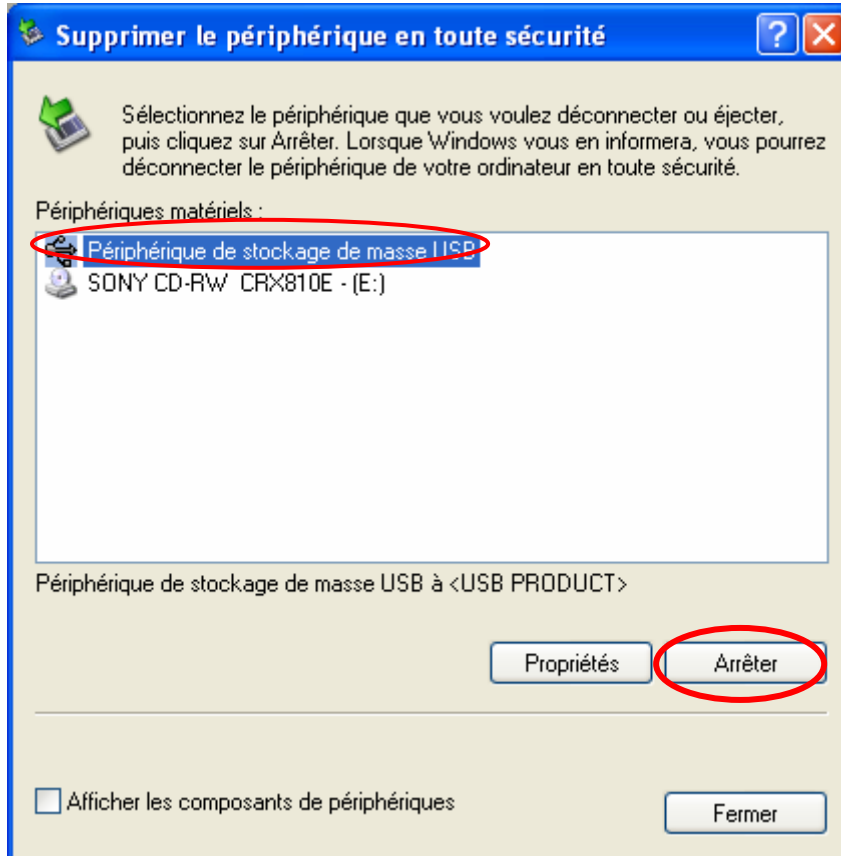 Supprimer le périphérique en toute sécurité
Sélectionnez le périphérique que vous voulez déconnecter ou éjecter,
puis cliquez sur Arrêter. Lorsque Windows vous en informera, vous pourrez
déconnecter le périphérique de votre ordinateur en toute sécurité.
Périphériques matériels :
Périphérique de stockage de masse USB
SONY CD-RW  CRX810E - (E:)
Périphérique de stockage de masse USB à <USB PRODUCT>
Propriétés
Arrêter
Afficher les composants de périphériques
Fermer